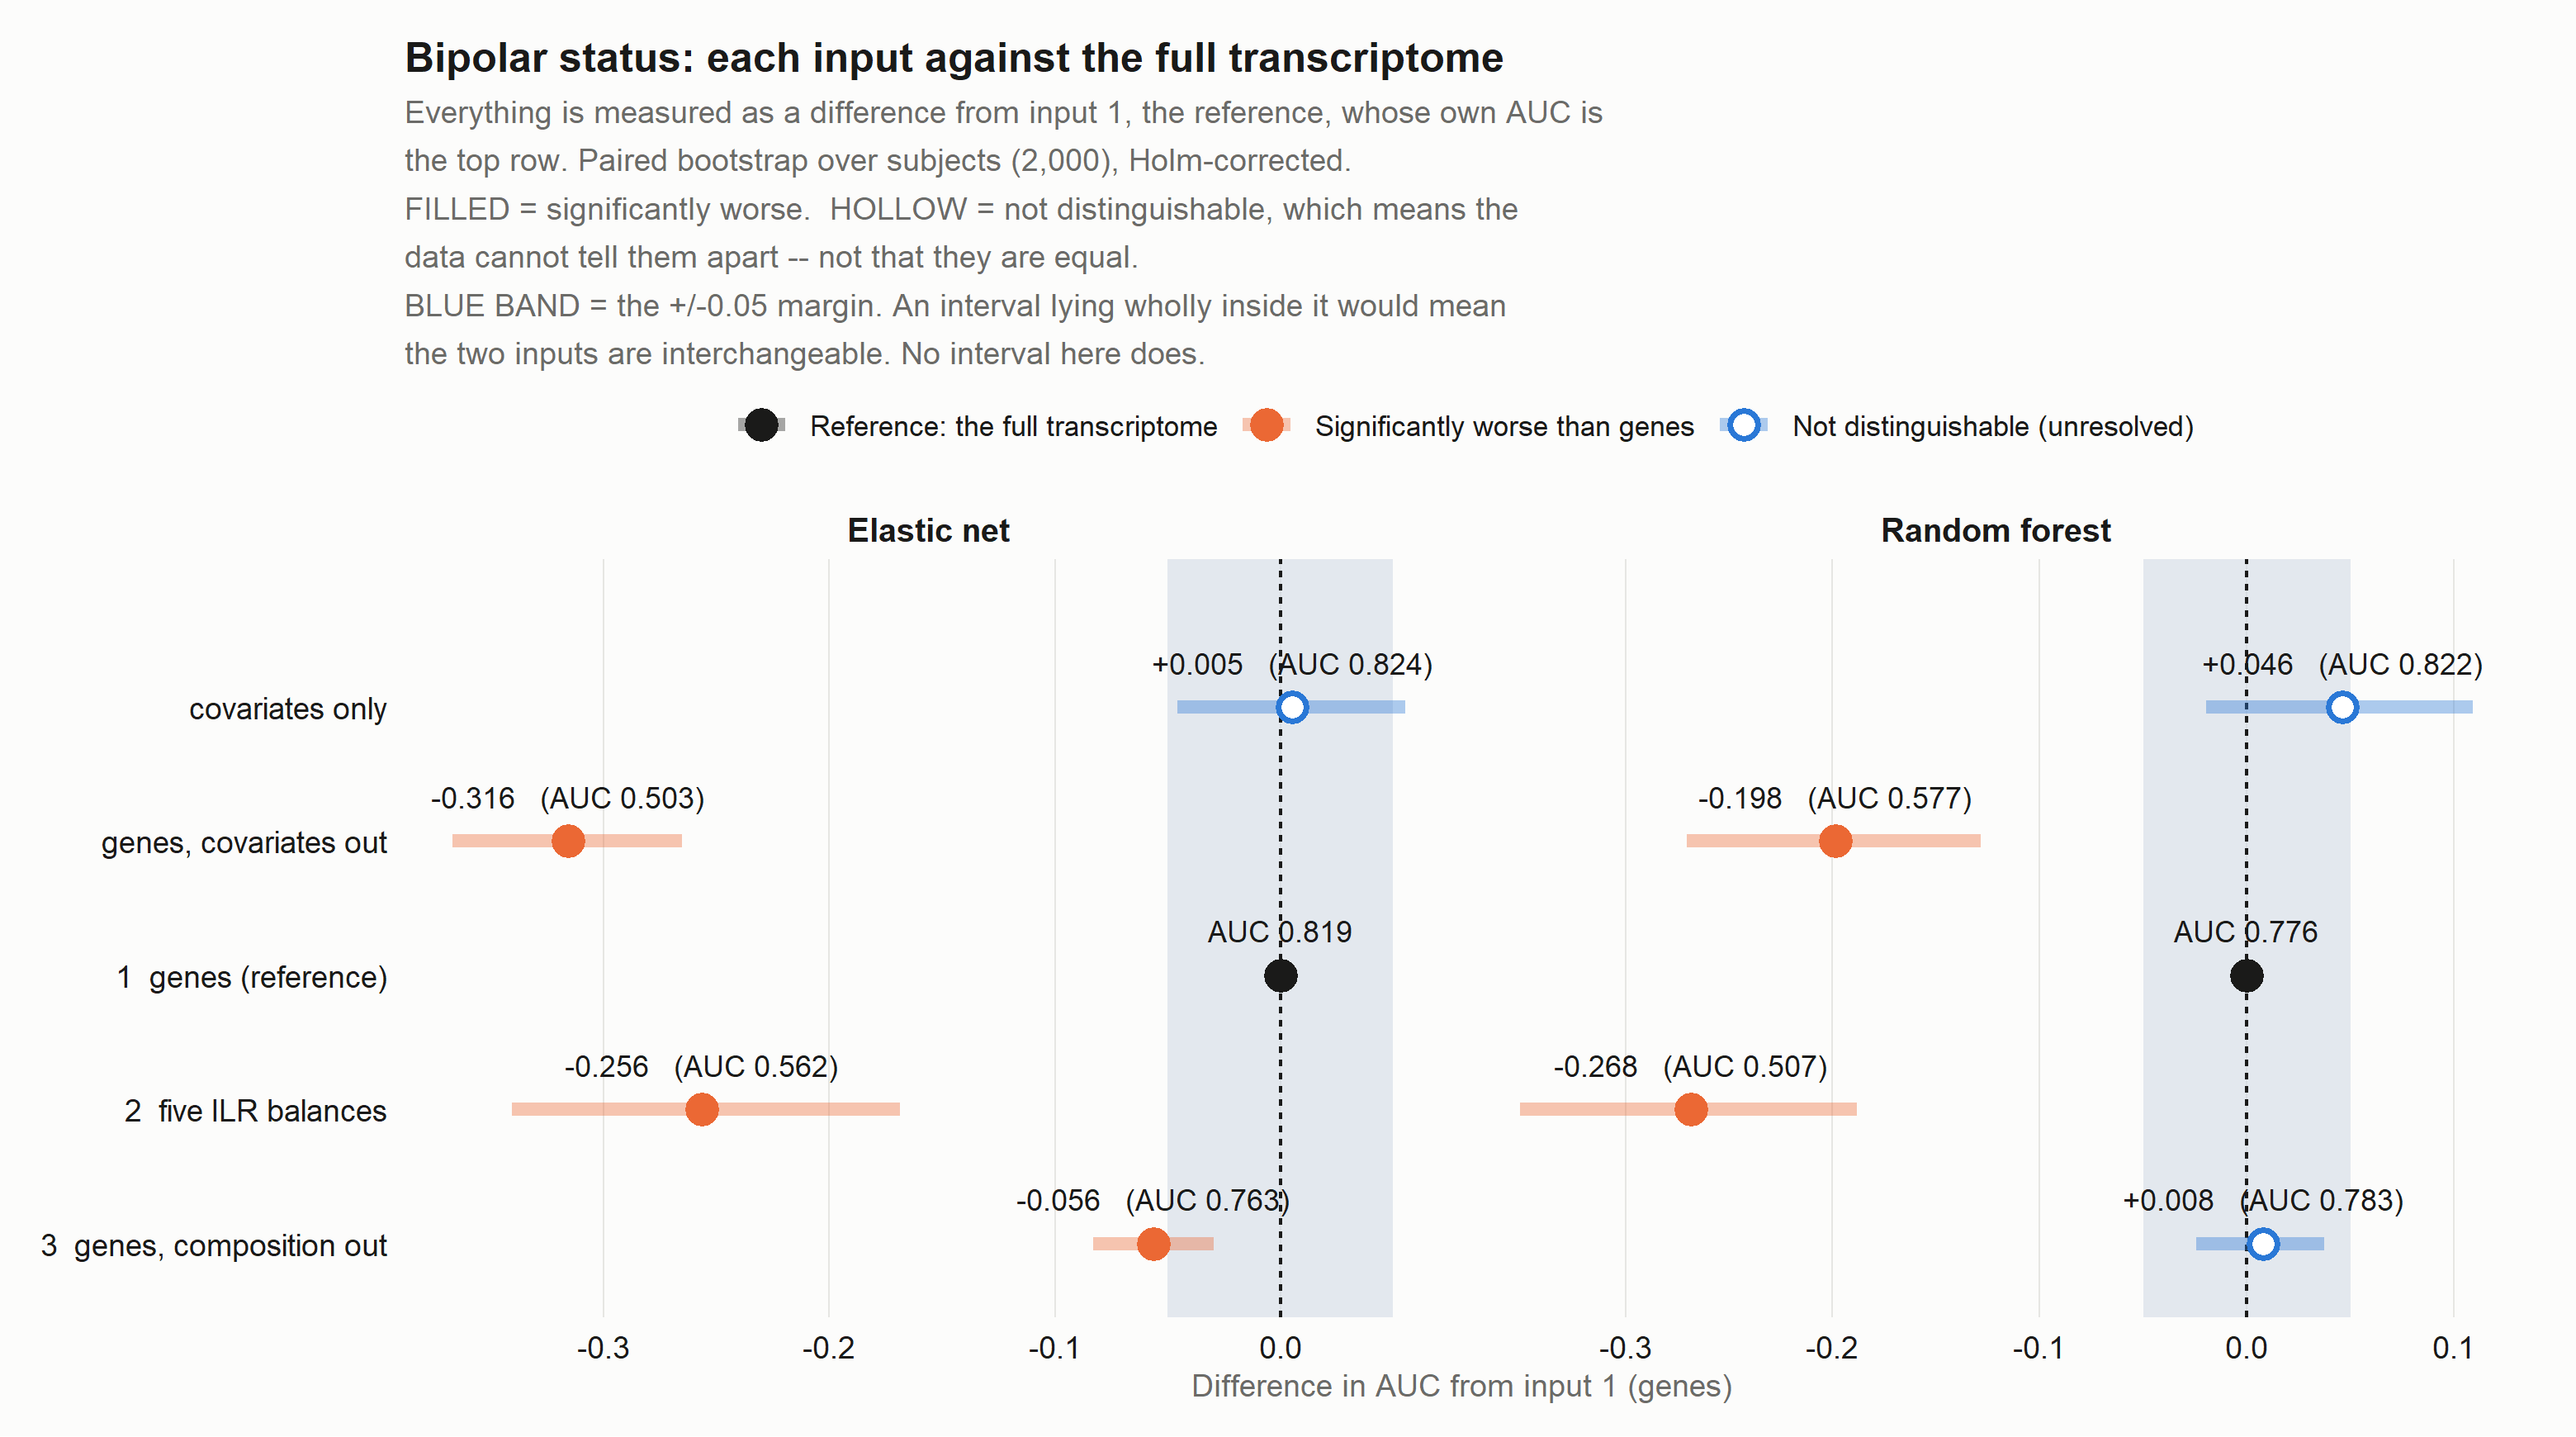 Bipolar status: each input against the full transcriptome
Everything is measured as a difference from input 1, the reference, whose own AUC is
the top row. Paired bootstrap over subjects (2,000), Holm-corrected.
FILLED = significantly worse.  HOLLOW = not distinguishable, which means the
data cannot tell them apart -- not that they are equal.
BLUE BAND = the +/-0.05 margin. An interval lying wholly inside it would mean
the two inputs are interchangeable. No interval here does.
Reference: the full transcriptome
Significantly worse than genes
Not distinguishable (unresolved)
Elastic net
Random forest
covariates only
+0.005   (AUC 0.824)
+0.046   (AUC 0.822)
genes, covariates out
-0.316   (AUC 0.503)
-0.198   (AUC 0.577)
1  genes (reference)
AUC 0.819
AUC 0.776
2  five ILR balances
-0.256   (AUC 0.562)
-0.268   (AUC 0.507)
3  genes, composition out
-0.056   (AUC 0.763)
+0.008   (AUC 0.783)
-0.3 -0.2 -0.1 0.0
-0.3 -0.2 -0.1 0.0 0.1
Difference in AUC from input 1 (genes)